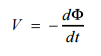 V = − dΦ/dt